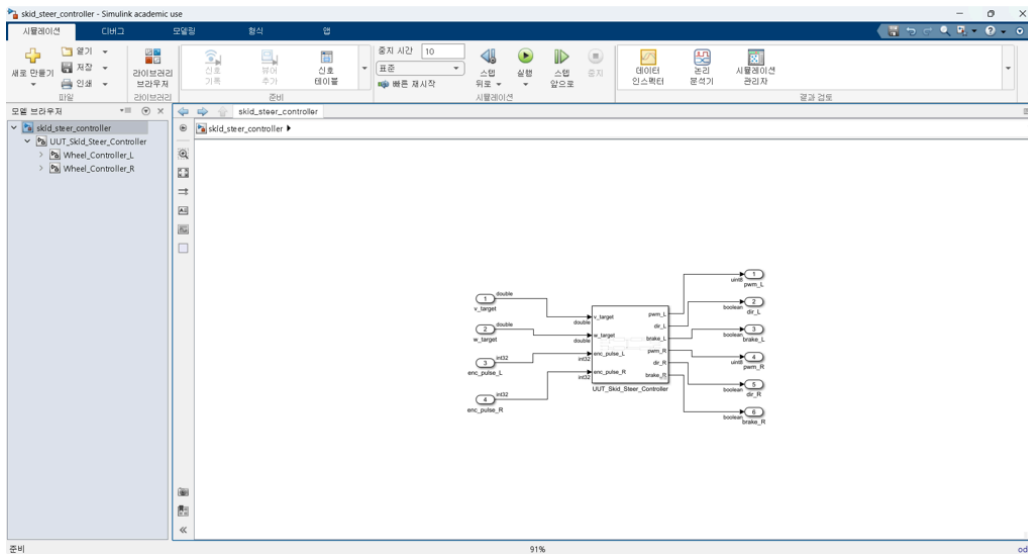 skid_steer_controller - Simulink academic use
시뮬레이션 디버그 모델링 형식 앱
새로 만들기 열기 저장 인쇄
라이브러리 브라우저
신호 기록 뷰어 추가 신호 테이블
중지 시간 10
표준
빠른 재시작
스텝 뒤로 실행 스텝 앞으로 중지
데이터 인스펙터 논리 분석기 시뮬레이션 관리자
파일 라이브러리 준비 시뮬레이션 결과 검토
모델 브라우저
skid_steer_controller
skid_steer_controller
skid_steer_controller
UUT_Skid_Steer_Controller
Wheel_Controller_L
Wheel_Controller_R
1 double
v_target
2 double
w_target
3 int32
enc_pulse_L
4 int32
enc_pulse_R
double v_target
double w_target
int32 enc_pulse_L
int32 enc_pulse_R
pwm_L
dir_L
brake_L
pwm_R
dir_R
brake_R
UUT_Skid_Steer_Controller
uint8 1
pwm_L
boolean 2
dir_L
boolean 3
brake_L
uint8 4
pwm_R
boolean 5
dir_R
boolean 6
brake_R
준비 91%